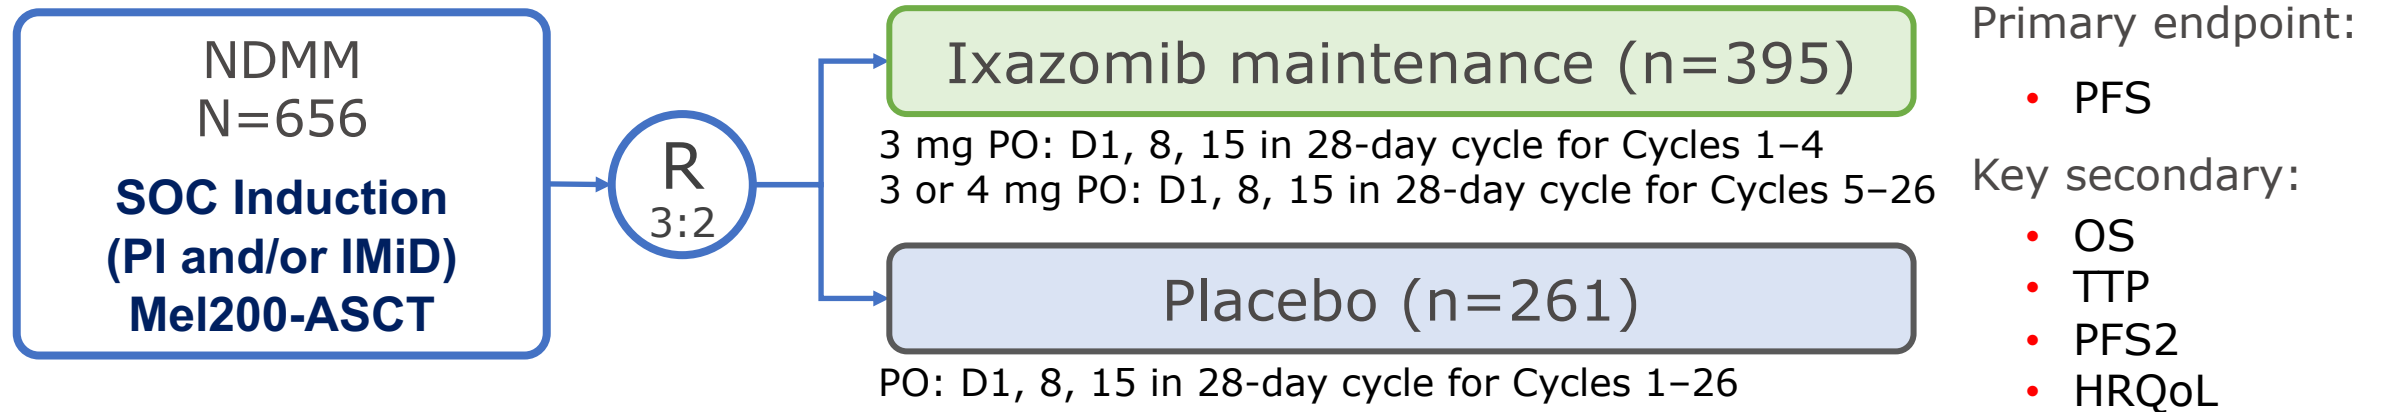 NDMM
N=656
SOC Induction
(PI and/or IMiD)
Mel200-ASCT
R
3:2
Ixazomib maintenance (n=395)
3 mg PO: D1, 8, 15 in 28-day cycle for Cycles 1–4
3 or 4 mg PO: D1, 8, 15 in 28-day cycle for Cycles 5–26
Placebo (n=261)
PO: D1, 8, 15 in 28-day cycle for Cycles 1–26
Primary endpoint:
• PFS
Key secondary:
• OS
• TTP
• PFS2
• HRQoL